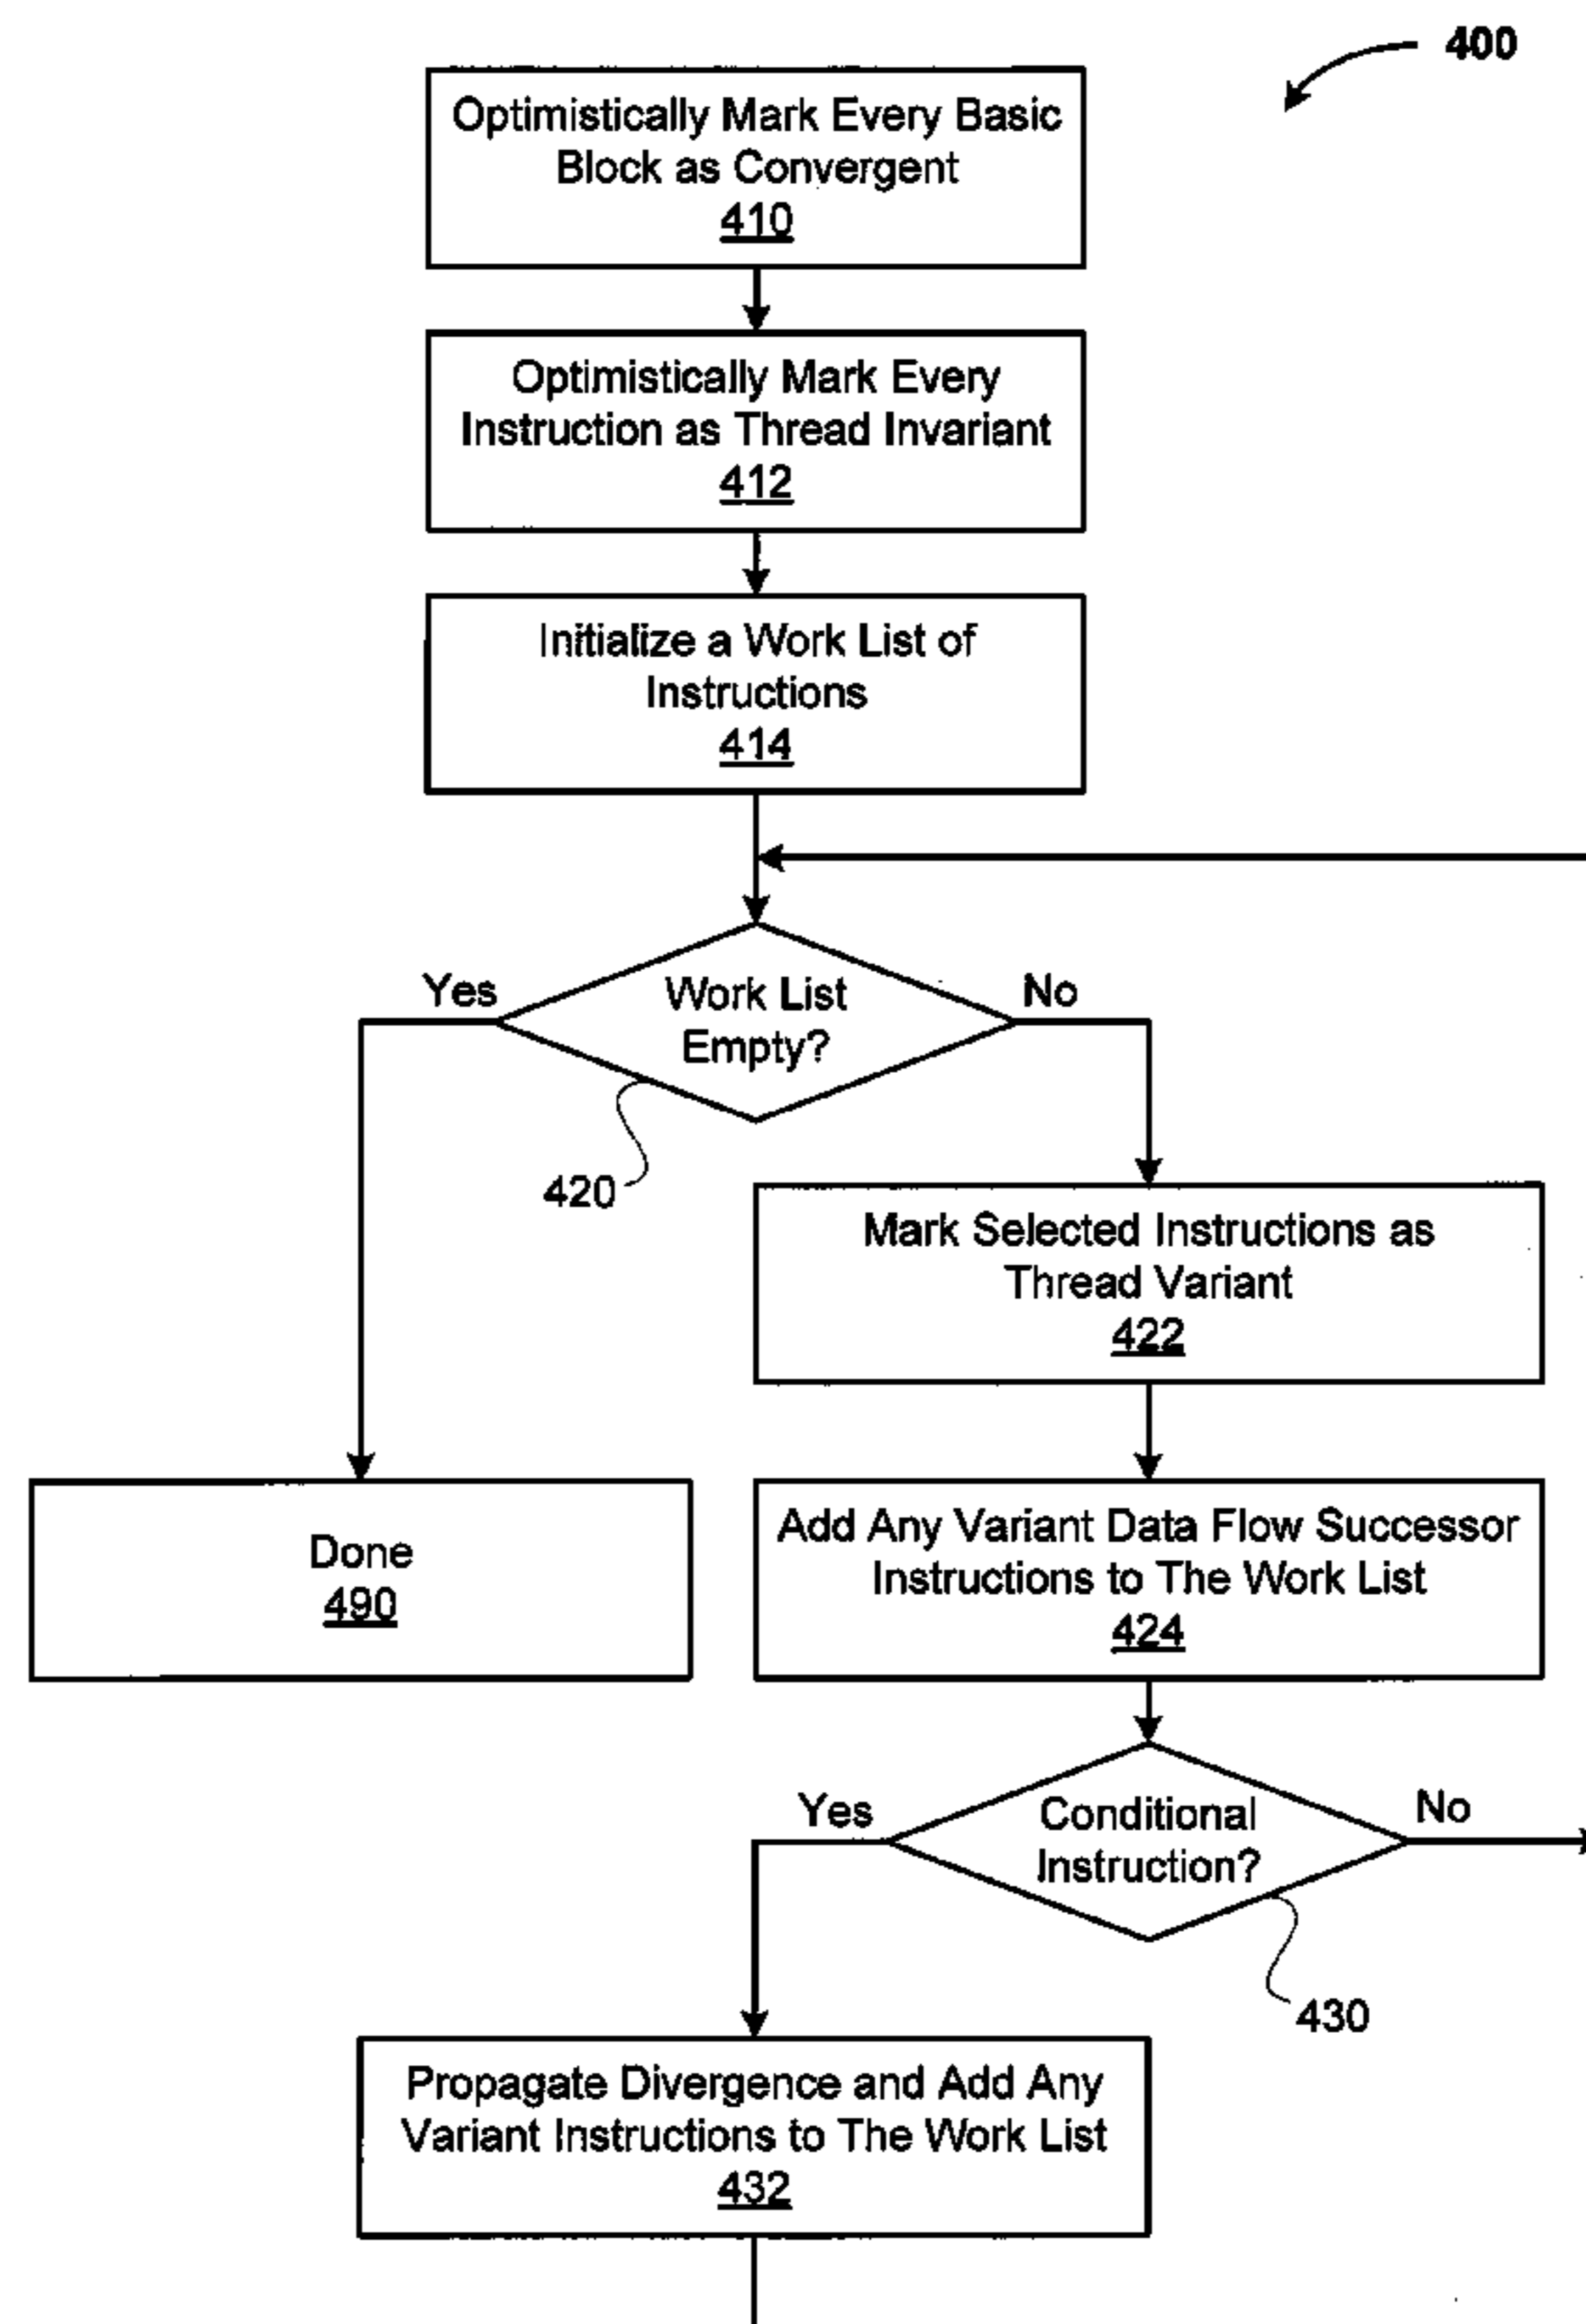 400
Optimistically Mark Every Basic
Block as Convergent
410
Optimistically Mark Every
Instruction as Thread Invariant
412
Initialize a Work List of
Instructions
414
Yes
Work List
Empty?
No
420
Mark Selected Instructions as
Thread Variant
422
Done
490
Add Any Variant Data Flow Successor
Instructions to The Work List
424
Yes
Conditional
Instruction?
No
430
Propagate Divergence and Add Any
Variant Instructions to The Work List
432